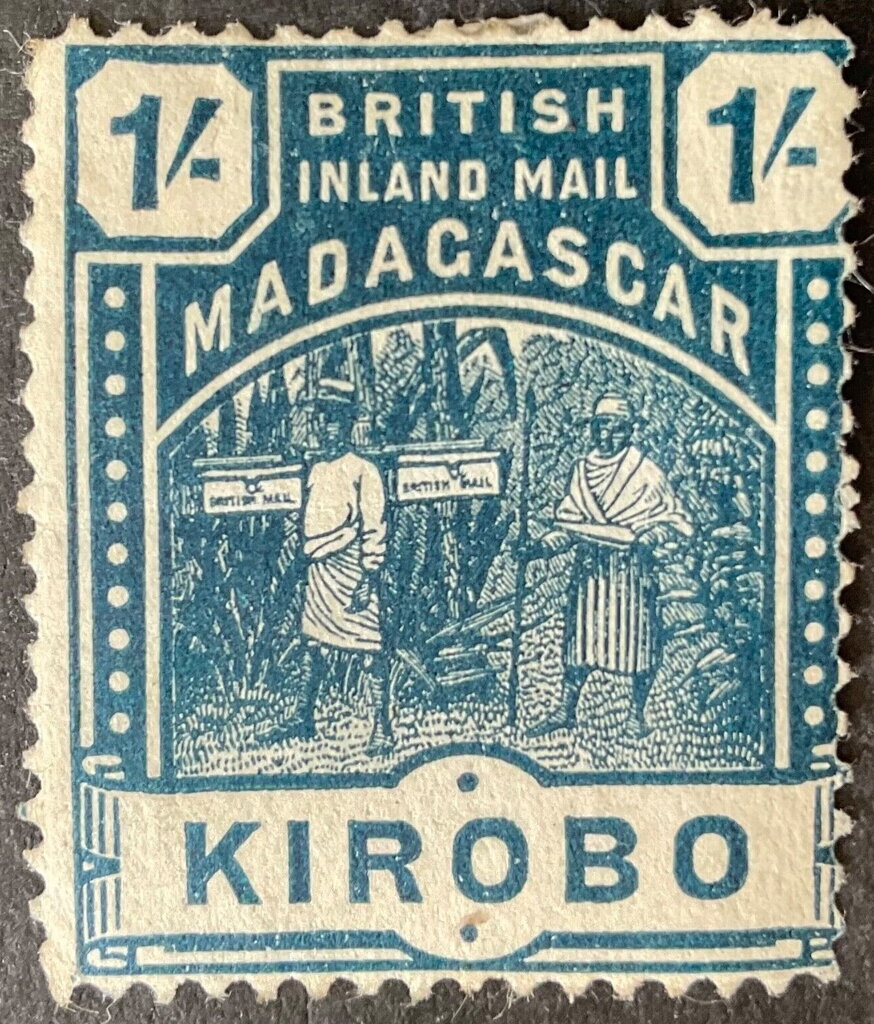 1/- 1/-
BRITISH
INLAND MAIL
MADAGASCAR
BRITISH MAIL BRITISH MAIL
KIROBO